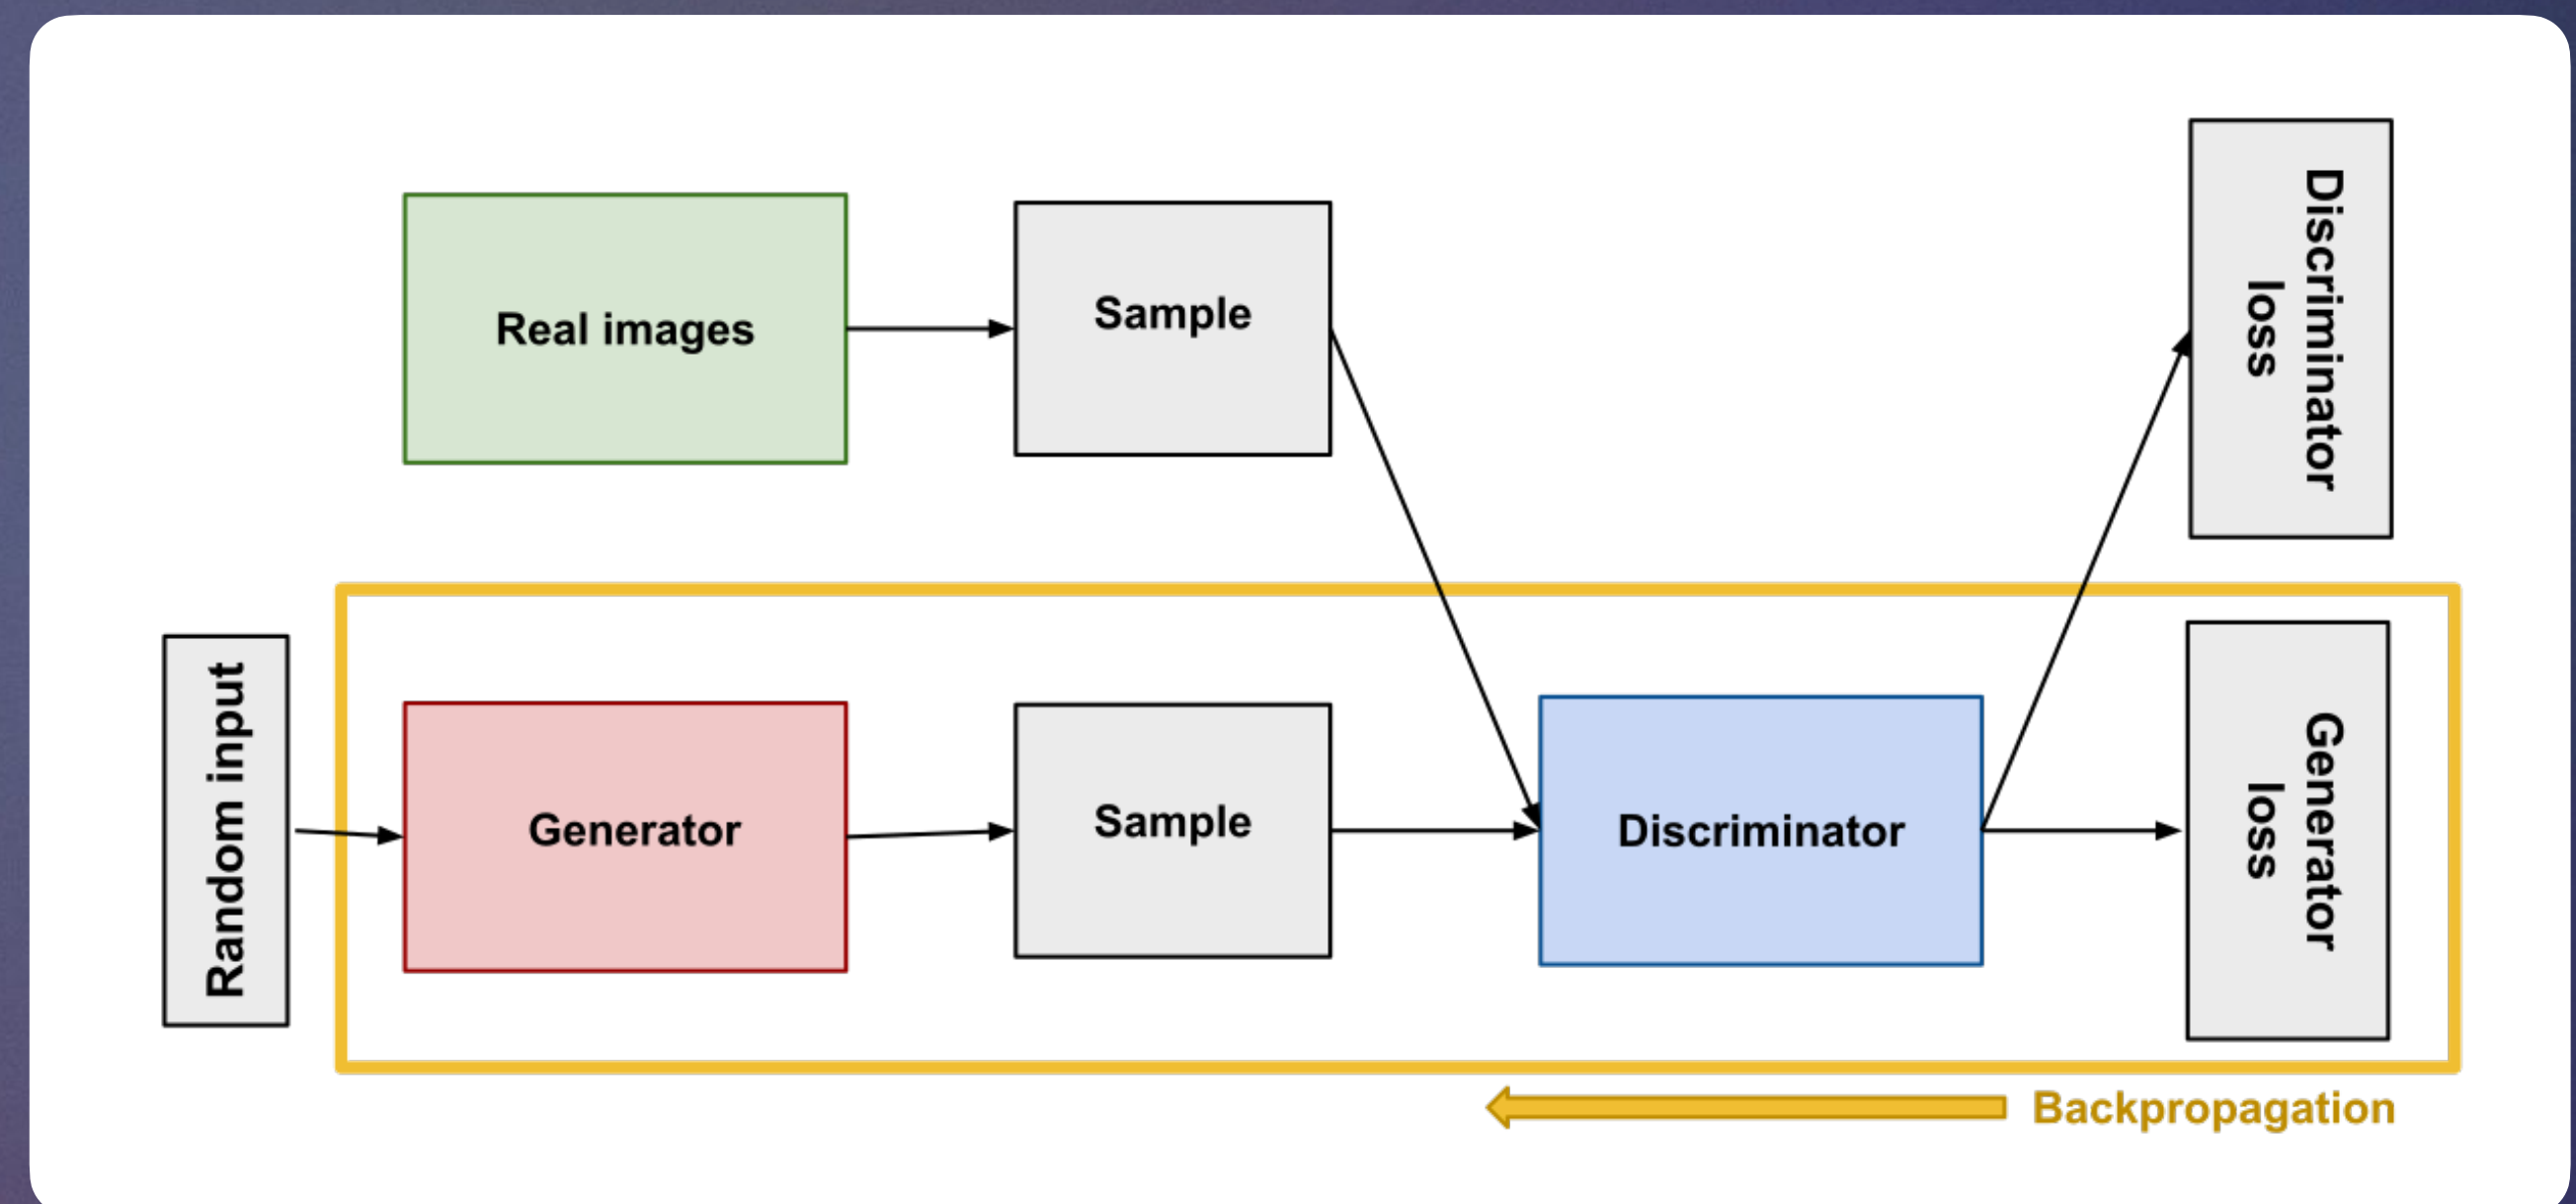 Real images
Sample
Discriminator
loss
Random input
Generator
Sample
Discriminator
Generator
loss
Backpropagation